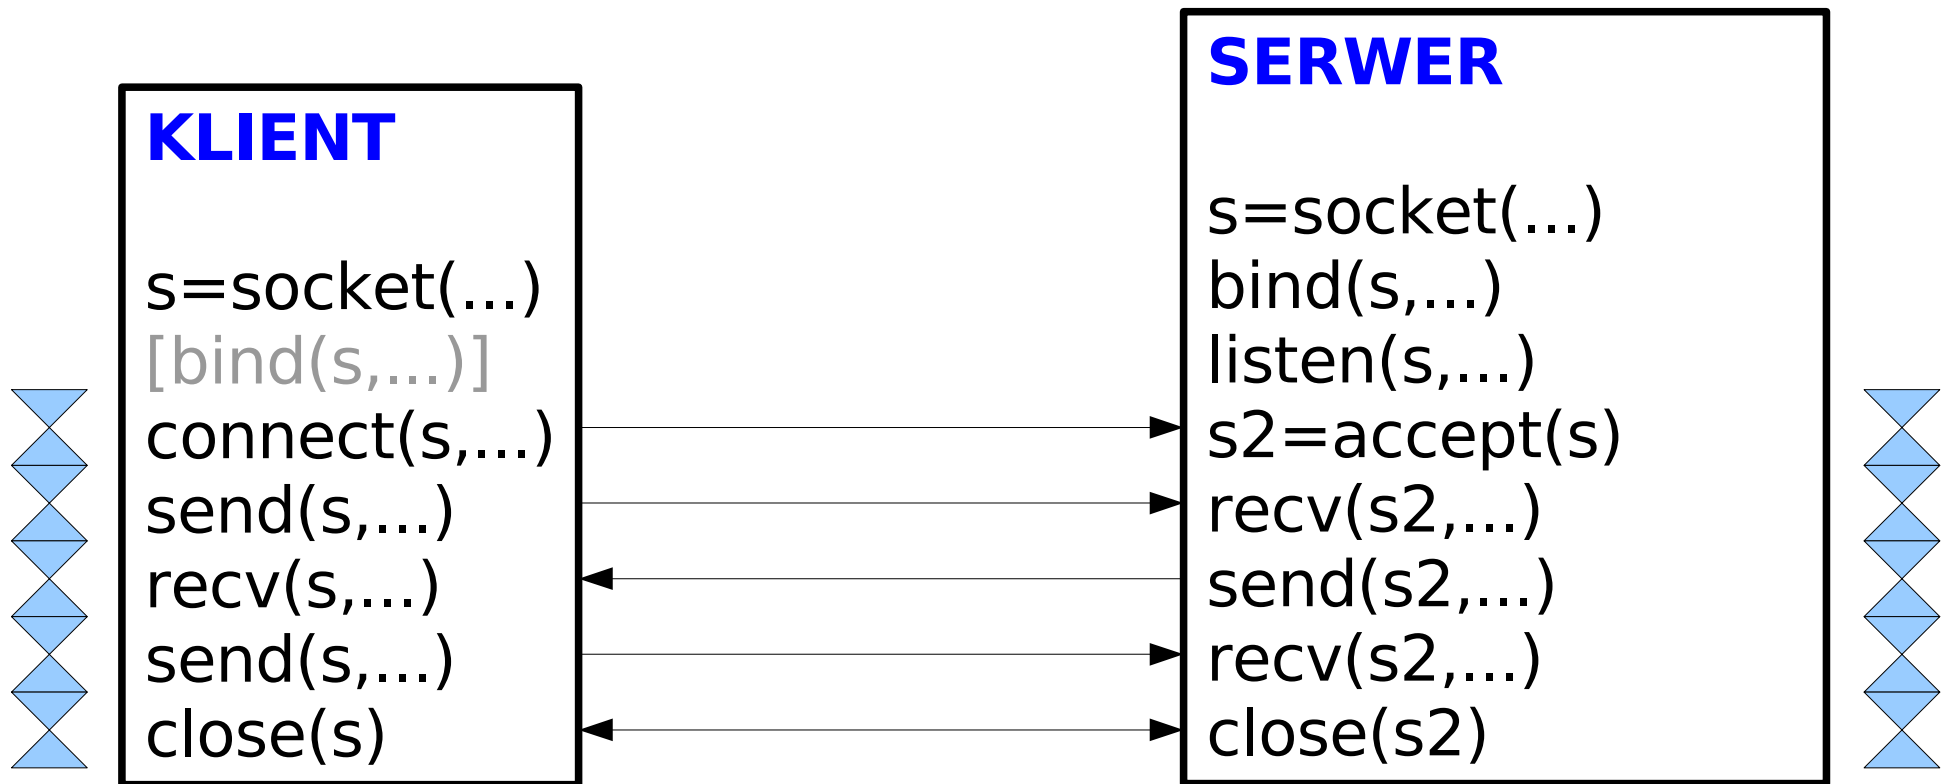 KLIENT
s=socket(...)
[bind(s,...)]
connect(s,...)
send(s,...)
recv(s,...)
send(s,...)
close(s)
SERWER
s=socket(...)
bind(s,...)
listen(s,...)
s2=accept(s)
recv(s2,...)
send(s2,...)
recv(s2,...)
close(s2)